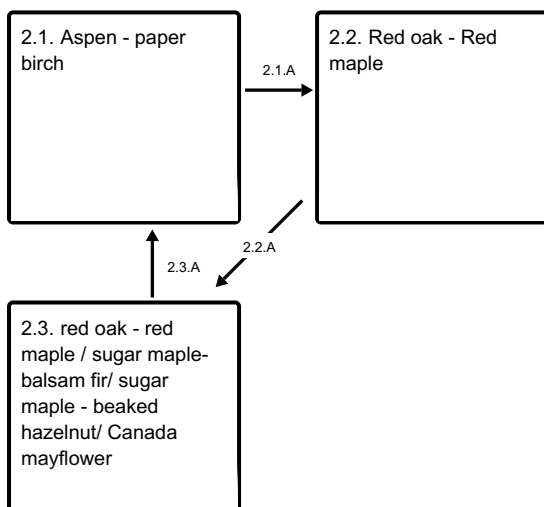 2.1. Aspen - paper
birch
2.1.A
2.2. Red oak - Red
maple
2.2.A
2.3.A
2.3. red oak - red
maple / sugar maple-
balsam fir/ sugar
maple - beaked
hazelnut/ Canada
mayflower